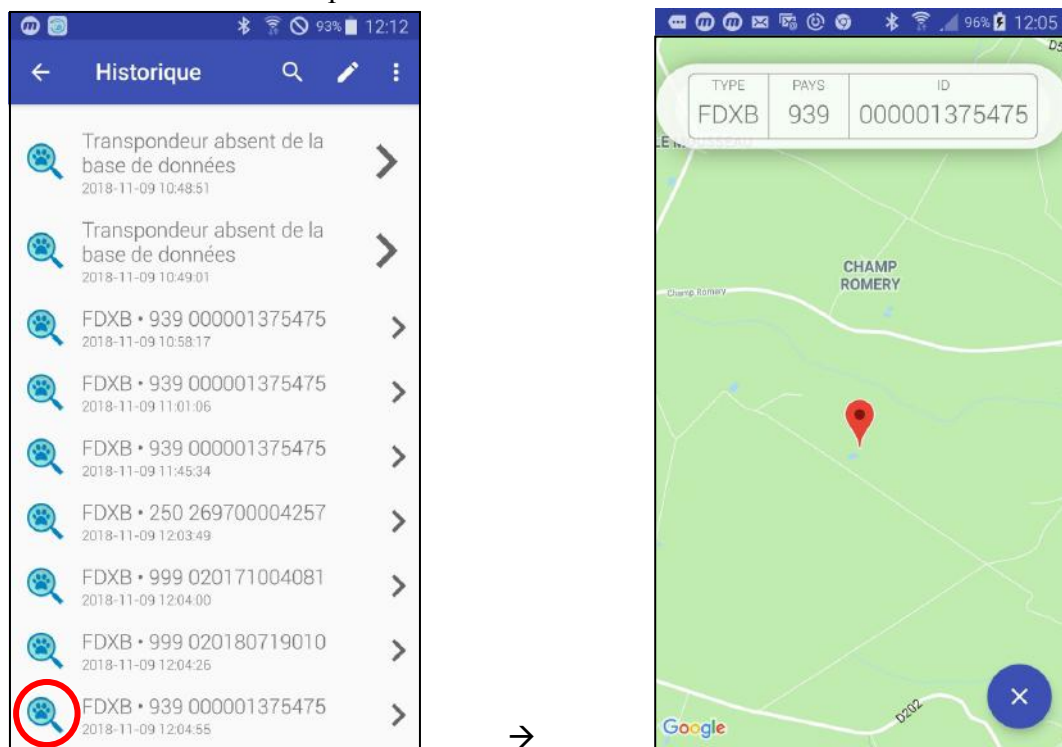 93% 12:12
Historique
Transpondeur absent de la
base de données
2018-11-09 10:48:51
Transpondeur absent de la
base de données
2018-11-09 10:49:01
FDXB • 939 000001375475
2018-11-09 10:58:17
FDXB • 939 000001375475
2018-11-09 11:01:06
FDXB • 939 000001375475
2018-11-09 11:45:34
FDXB • 250 269700004257
2018-11-09 12:03:49
FDXB • 999 020171004081
2018-11-09 12:04:00
FDXB • 999 020180719010
2018-11-09 12:04:26
FDXB • 939 000001375475
2018-11-09 12:04:55
→
96% 12:05
TYPE PAYS ID
FDXB 939 000001375475
CHAMP
ROMERY
Champ Romery
D202
Google